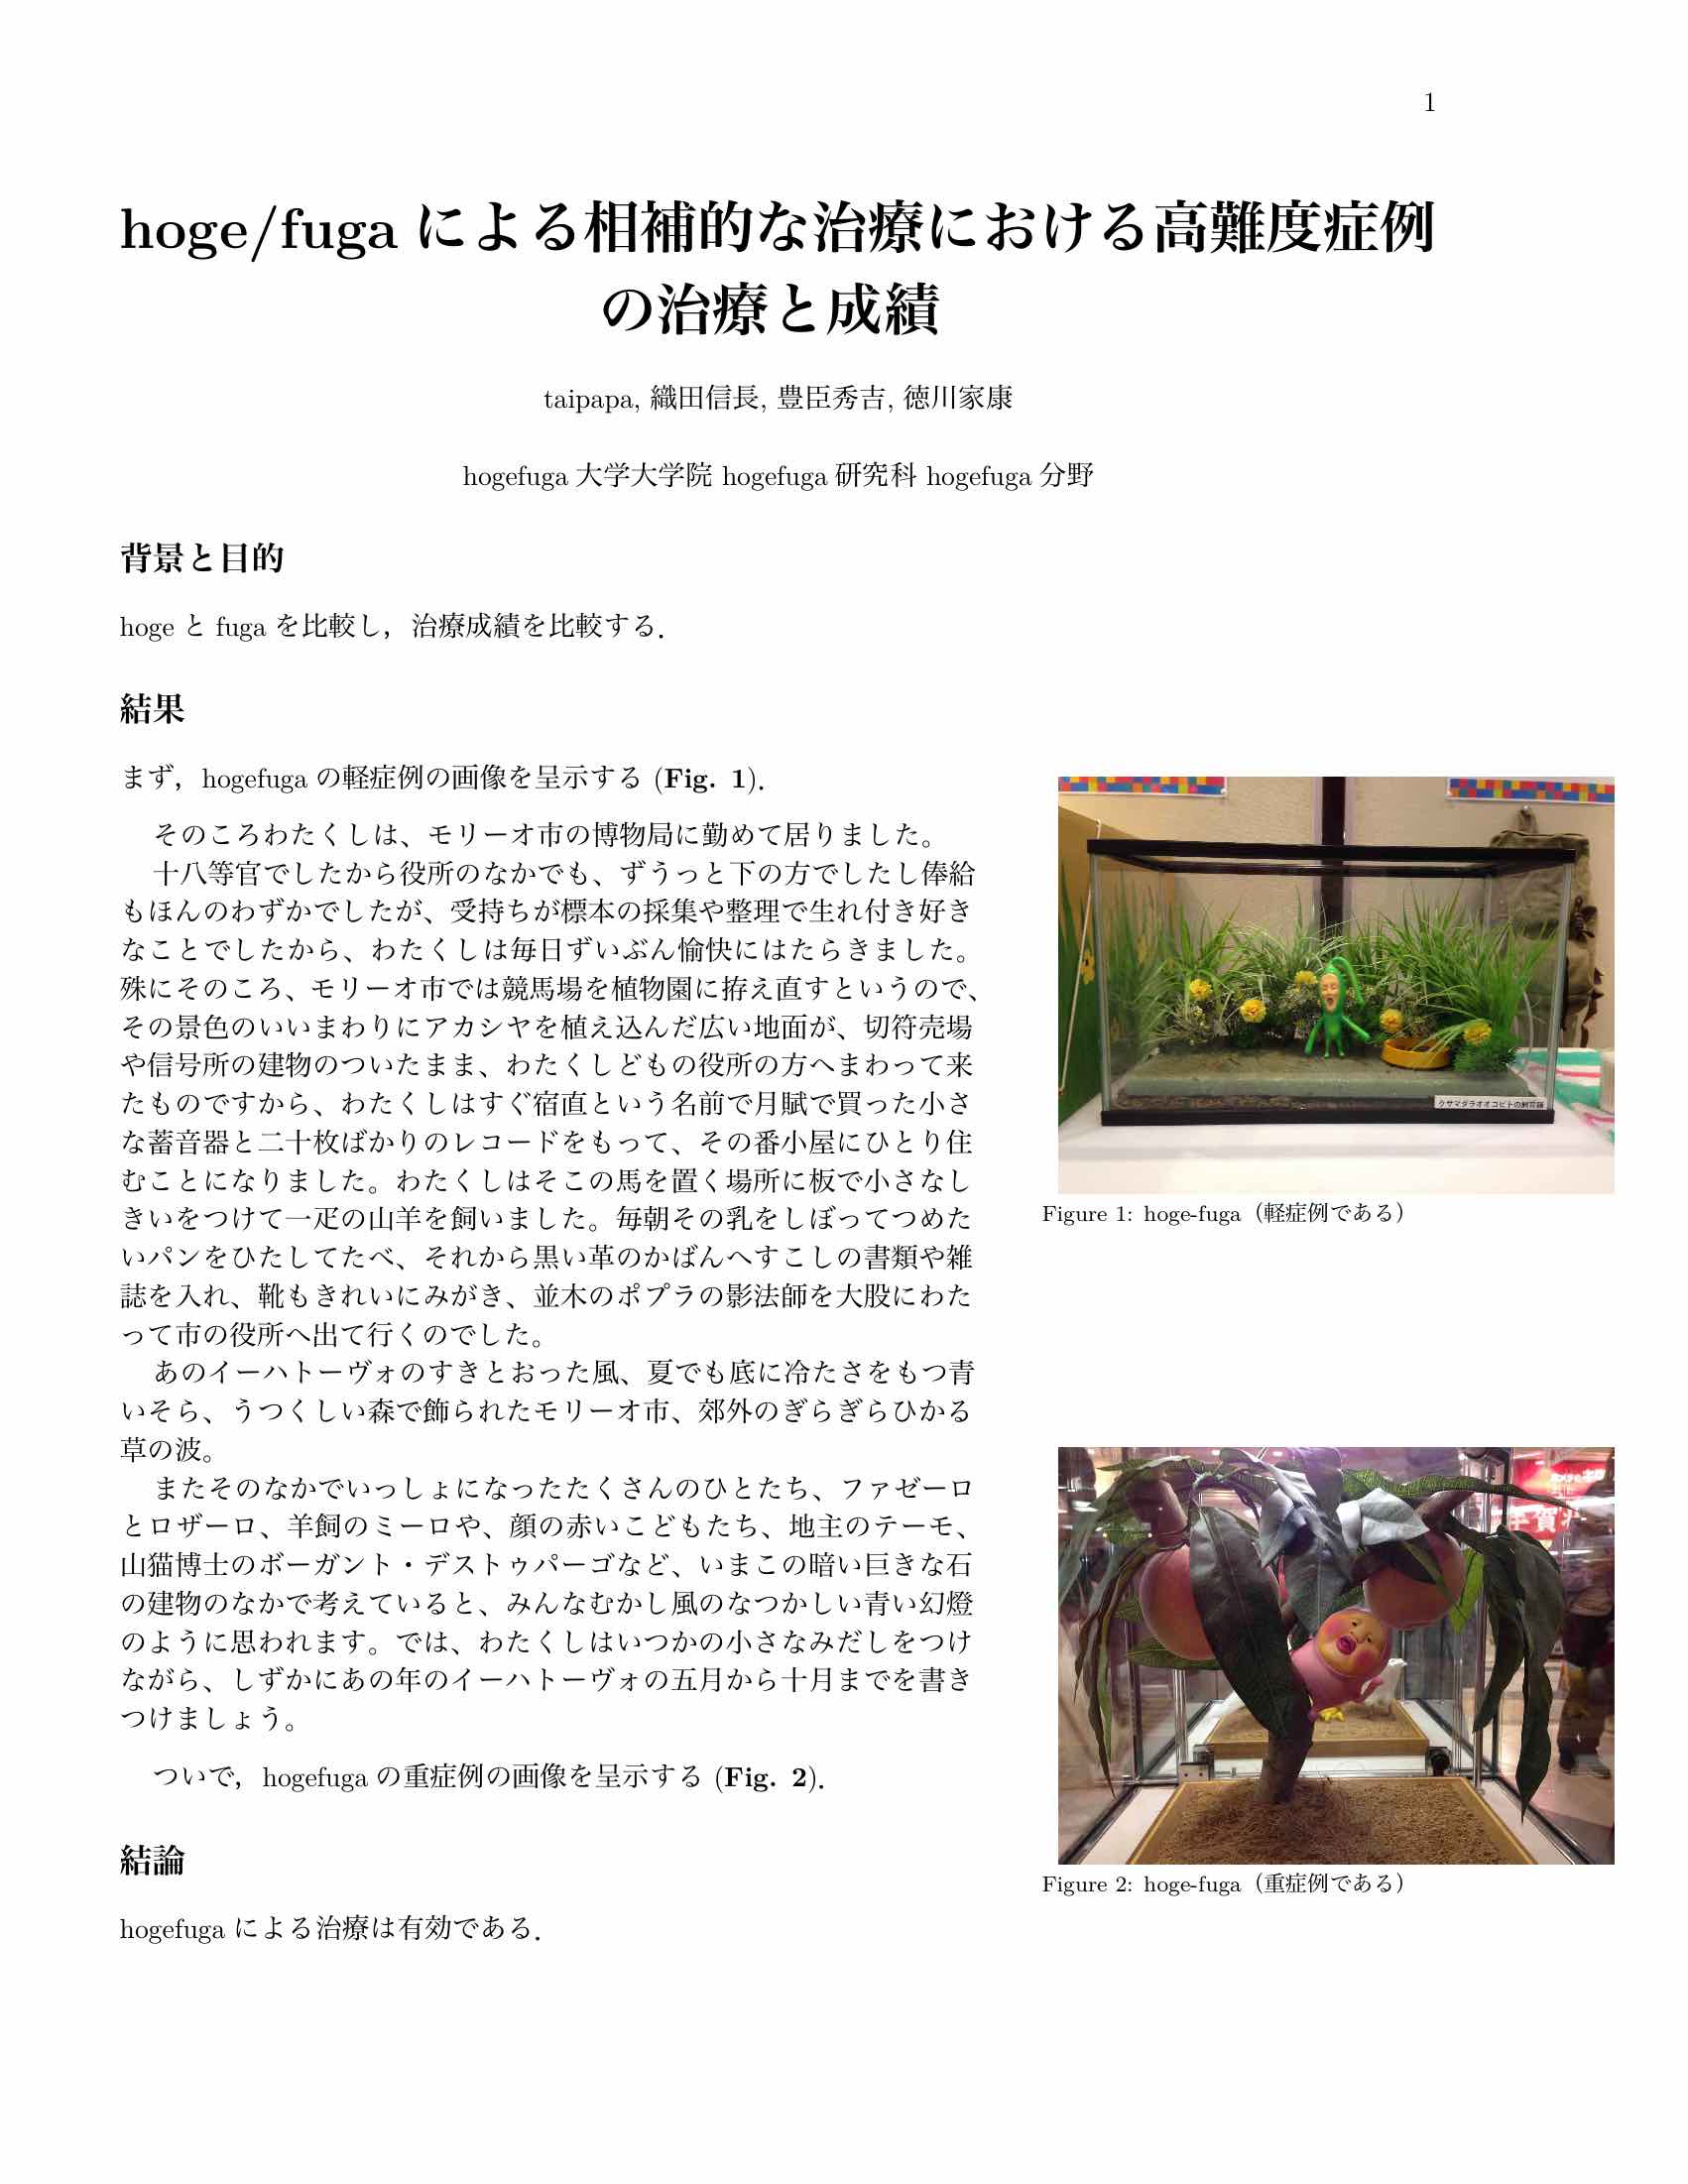 1
hoge/fuga による相補的な治療における高難度症例
の治療と成績
taipapa, 織田信長, 豊臣秀吉, 徳川家康
hogefuga 大学大学院 hogefuga 研究科 hogefuga 分野
背景と目的
hoge と fuga を比較し，治療成績を比較する．
結果
まず，hogefuga の軽症例の画像を呈示する (Fig. 1)．
そのころわたくしは、モリーオ市の博物局に勤めて居りました。
十八等官でしたから役所のなかでも、ずうっと下の方でしたし俸給
もほんのわずかでしたが、受持ちが標本の採集や整理で生れ付き好き
なことでしたから、わたくしは毎日ずいぶん愉快にはたらきました。
殊にそのころ、モリーオ市では競馬場を植物園に拵え直すというので、
その景色のいいまわりにアカシヤを植え込んだ広い地面が、切符売場
や信号所の建物のついたまま、わたくしどもの役所の方へまわって来
たものですから、わたくしはすぐ宿直という名前で月賦で買った小さ
な蓄音器と二十枚ばかりのレコードをもって、その番小屋にひとり住
むことになりました。わたくしはそこの馬を置く場所に板で小さなし
きいをつけて一疋の山羊を飼いました。毎朝その乳をしぼってつめた
いパンをひたしてたべ、それから黒い革のかばんへすこしの書類や雑
誌を入れ、靴もきれいにみがき、並木のポプラの影法師を大股にわた
って市の役所へ出て行くのでした。
あのイーハトーヴォのすきとおった風、夏でも底に冷たさをもつ青
いそら、うつくしい森で飾られたモリーオ市、郊外のぎらぎらひかる
草の波。
またそのなかでいっしょになったたくさんのひとたち、ファゼーロ
とロザーロ、羊飼のミーロや、顔の赤いこどもたち、地主のテーモ、
山猫博士のボーガント・デストゥパーゴなど、いまこの暗い巨きな石
の建物のなかで考えていると、みんなむかし風のなつかしい青い幻燈
のように思われます。では、わたくしはいつかの小さなみだしをつけ
ながら、しずかにあの年のイーハトーヴォの五月から十月までを書き
つけましょう。
ついで，hogefuga の重症例の画像を呈示する (Fig. 2)．
結論
hogefuga による治療は有効である．
クサマダラオオコビトの飼育器
Figure 1: hoge-fuga（軽症例である）
Figure 2: hoge-fuga（重症例である）